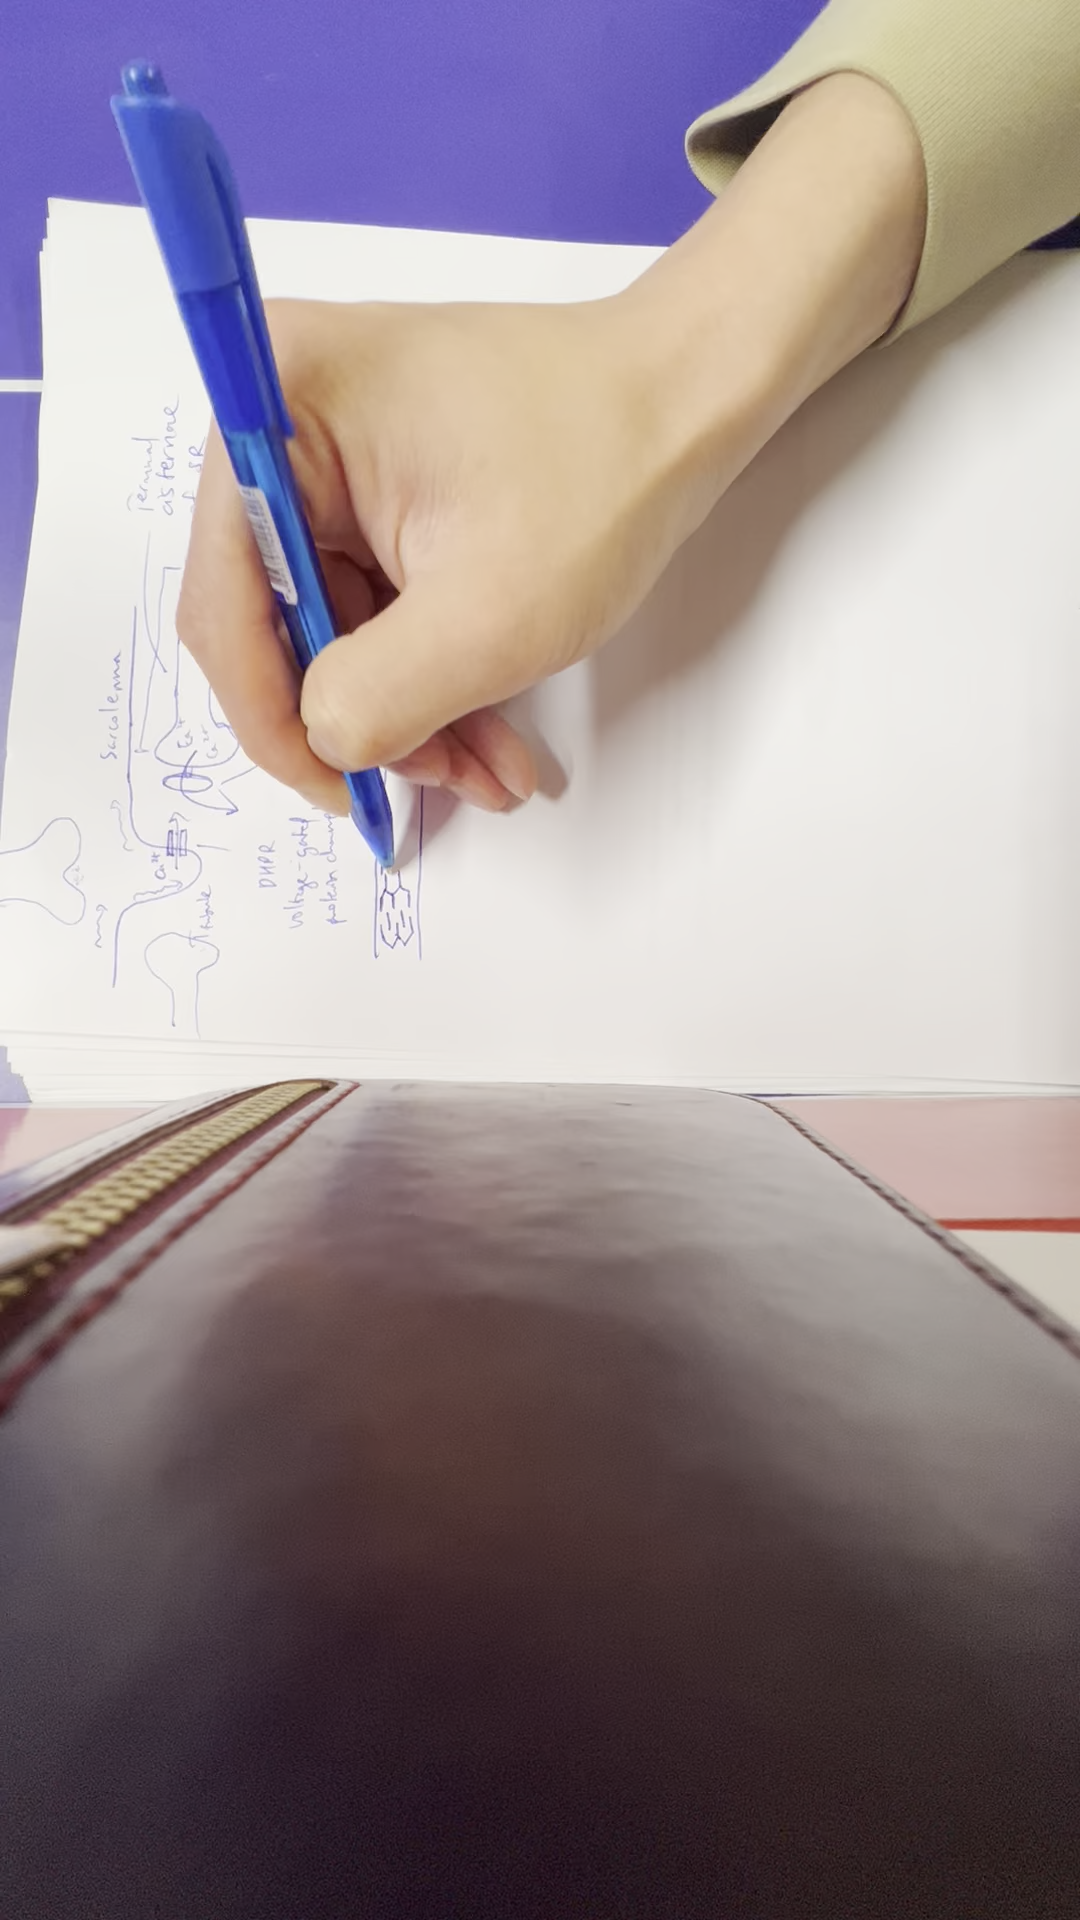 Terminal
cisternae
of SR
Sarcolemma
Ca²⁺
Ca²⁺
Ca²⁺
T tubule
DHPR
voltage-gated
protein